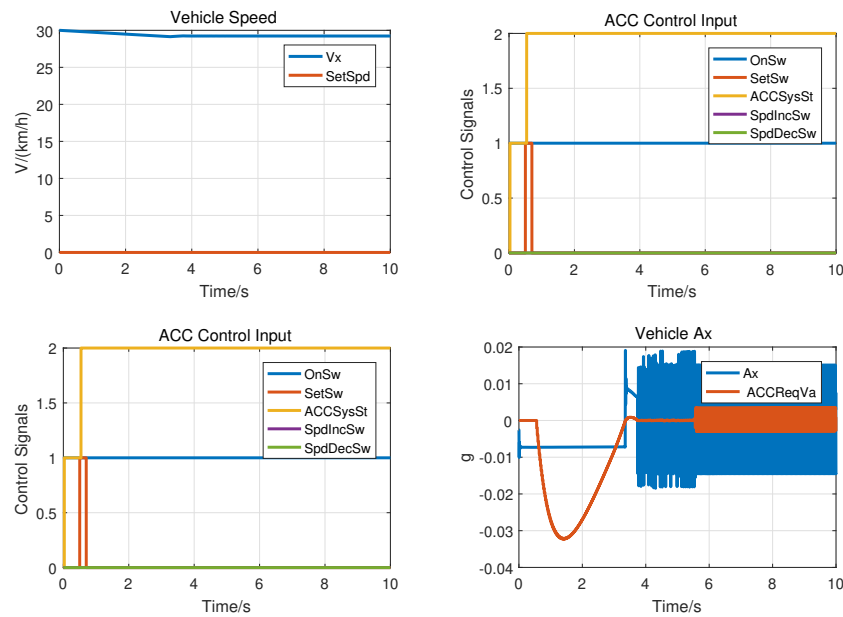 Vehicle Speed
30
25
20
15
10
5
0
V/(km/h)
Vx
SetSpd
0 2 4 6 8 10
Time/s
ACC Control Input
2
1.5
1
0.5
0
Control Signals
OnSw
SetSw
ACCSysSt
SpdIncSw
SpdDecSw
0 2 4 6 8 10
Time/s
ACC Control Input
2
1.5
1
0.5
0
Control Signals
OnSw
SetSw
ACCSysSt
SpdIncSw
SpdDecSw
0 2 4 6 8 10
Time/s
Vehicle Ax
0.02
0.01
0
-0.01
-0.02
-0.03
-0.04
g
Ax
ACCReqVa
0 2 4 6 8 10
Time/s